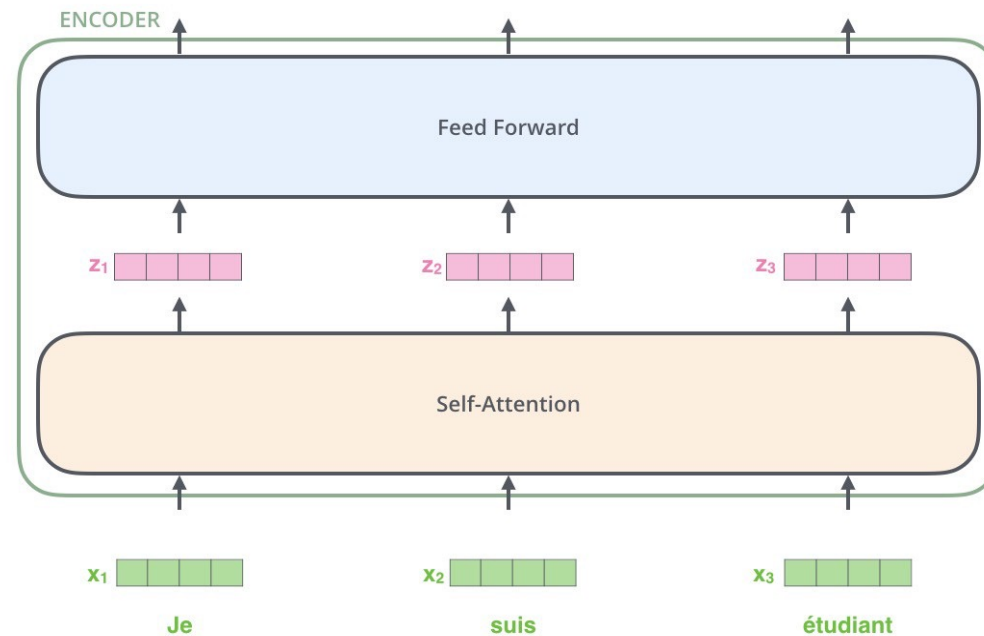 ENCODER
Feed Forward
z₁ z₂ z₃
Self-Attention
x₁ x₂ x₃
Je suis étudiant